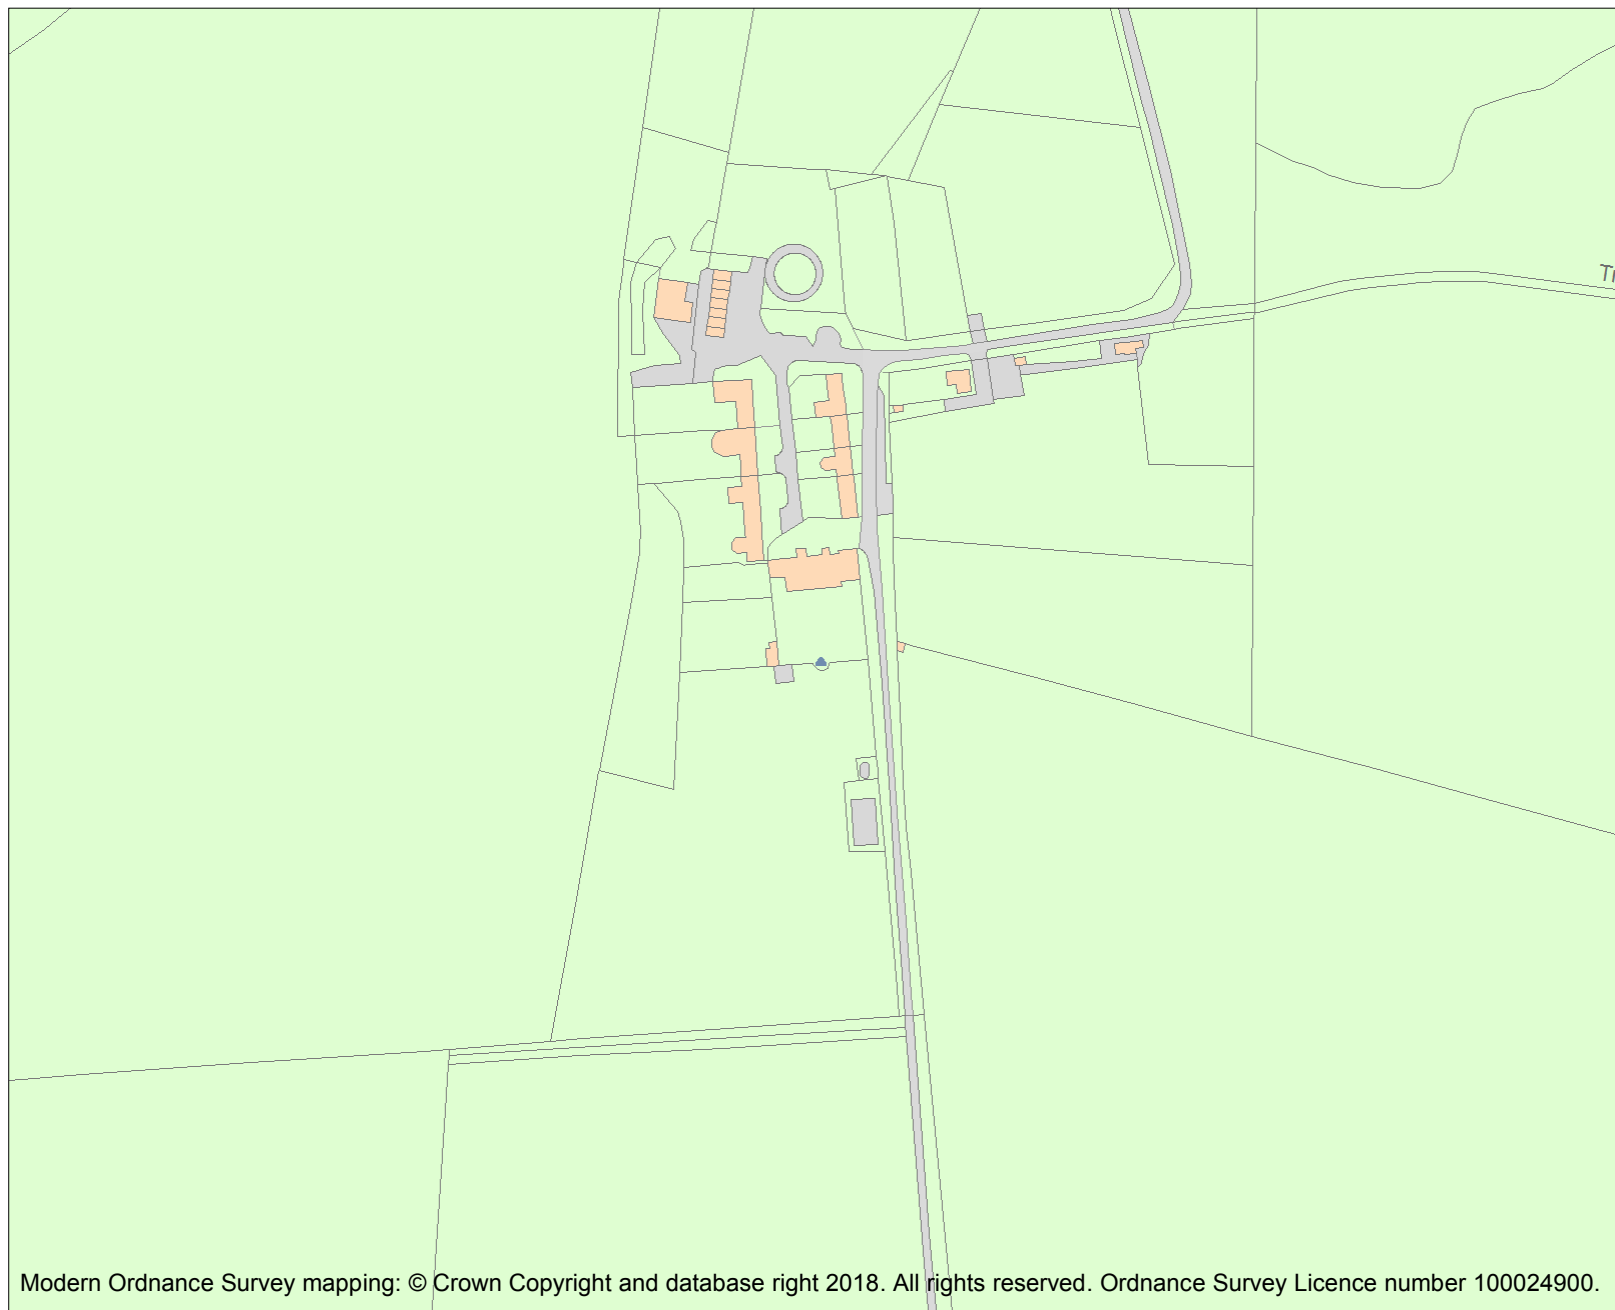 Modern Ordnance Survey mapping: © Crown Copyright and database right 2018. All rights reserved. Ordnance Survey Licence number 100024900.